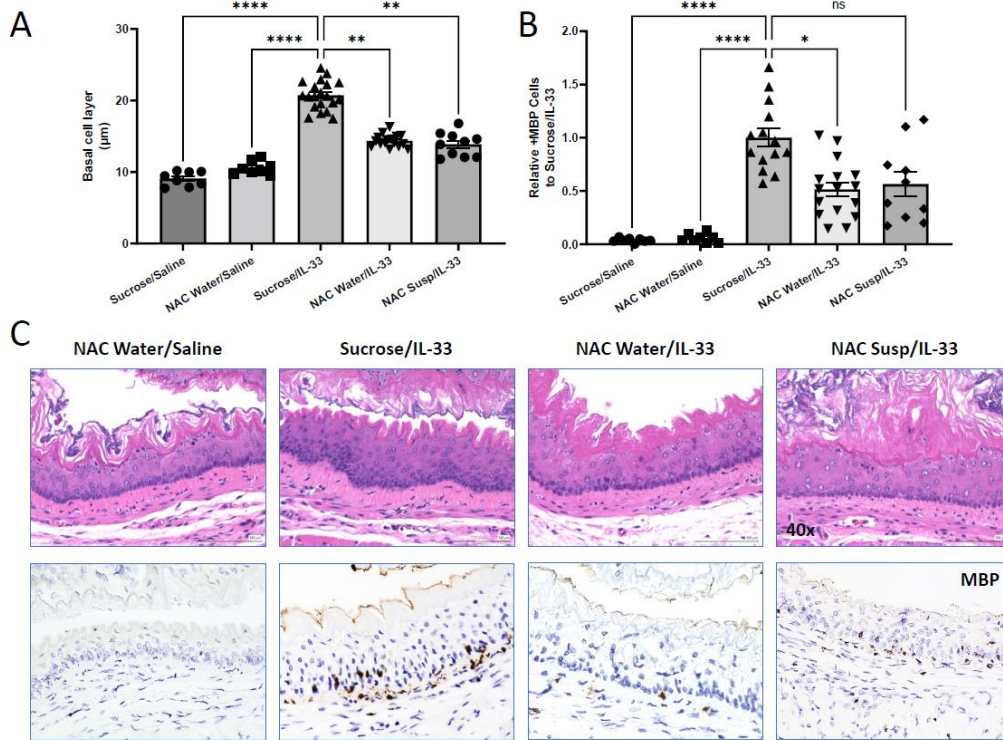 A
****
**
****
**
30
20
10
0
Basal cell layer
(µm)
Sucrose/Saline
NAC Water/Saline
Sucrose/IL-33
NAC Water/IL-33
NAC Susp/IL-33
B
****
ns
****
*
2.0
1.5
1.0
0.5
0.0
Relative +MBP Cells
to Sucrose/IL-33
Sucrose/Saline
NAC Water/Saline
Sucrose/IL-33
NAC Water/IL-33
NAC Susp/IL-33
C
NAC Water/Saline
Sucrose/IL-33
NAC Water/IL-33
NAC Susp/IL-33
40x
MBP